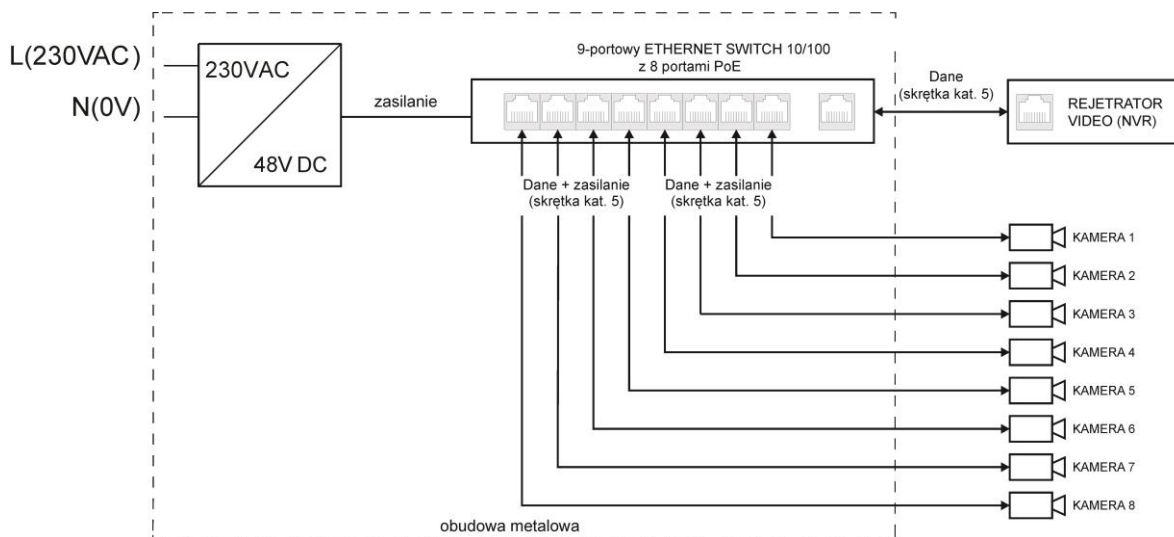 9-portowy ETHERNET SWITCH 10/100
z 8 portami PoE
L(230VAC)
N(0V)
230VAC
48V DC
zasilanie
Dane
(skrętka kat. 5)
REJETRATOR
VIDEO (NVR)
Dane + zasilanie
(skrętka kat. 5)
Dane + zasilanie
(skrętka kat. 5)
KAMERA 1
KAMERA 2
KAMERA 3
KAMERA 4
KAMERA 5
KAMERA 6
KAMERA 7
KAMERA 8
obudowa metalowa